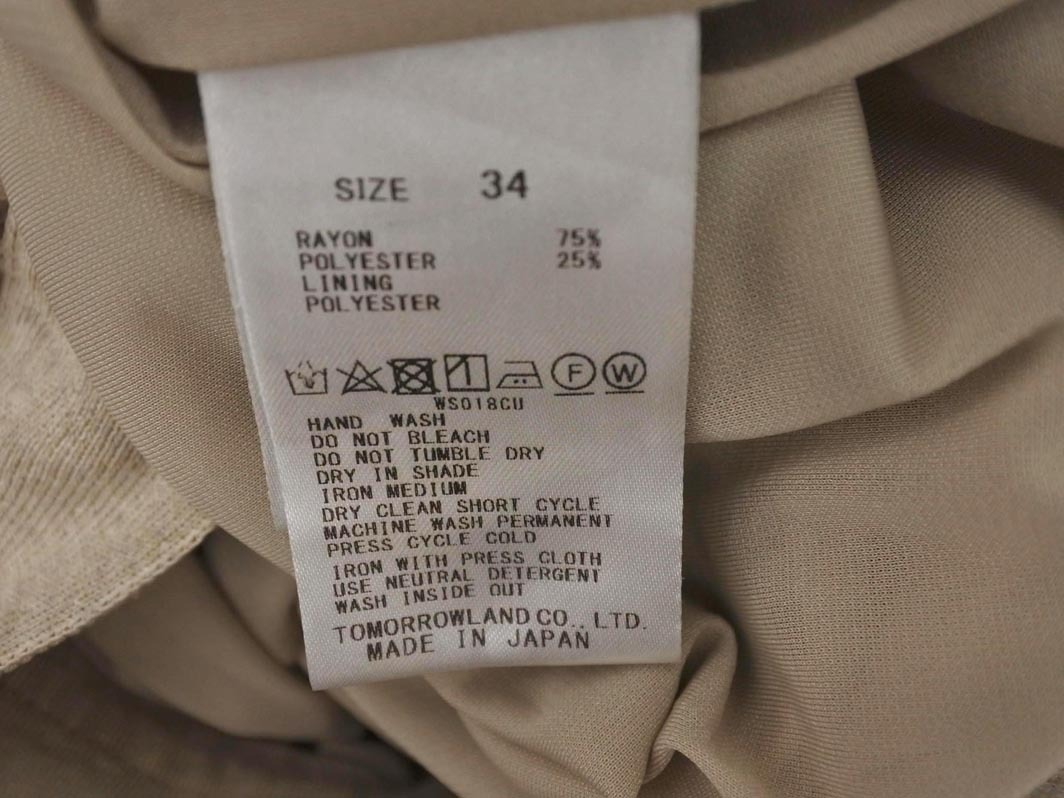 SIZE 34
RAYON 75%
POLYESTER 25%
LINING
POLYESTER
F W
WS018CU
HAND WASH
DO NOT BLEACH
DO NOT TUMBLE DRY
DRY IN SHADE
IRON MEDIUM
DRY CLEAN SHORT CYCLE
MACHINE WASH PERMANENT
PRESS CYCLE COLD
IRON WITH PRESS CLOTH
USE NEUTRAL DETERGENT
WASH INSIDE OUT
TOMORROWLAND CO., LTD.
MADE IN JAPAN